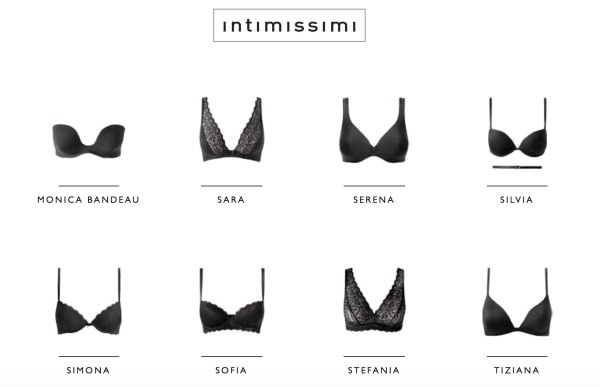 intimissimi
MONICA BANDEAU
SARA
SERENA
SILVIA
SIMONA
SOFIA
STEFANIA
TIZIANA